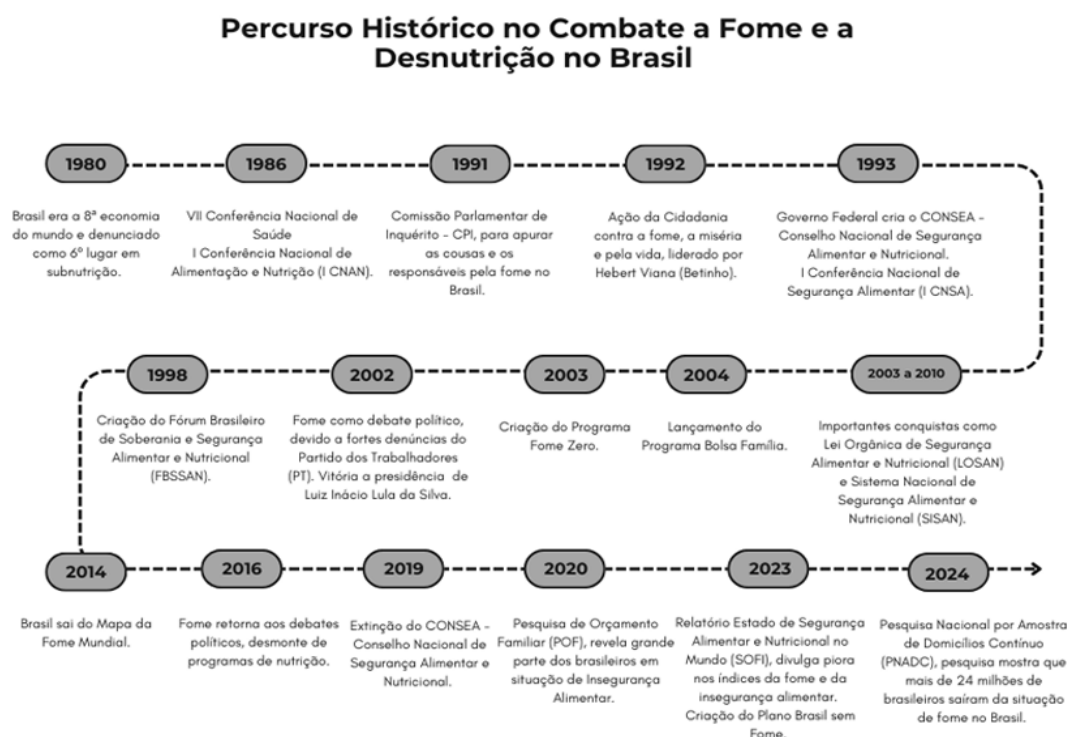 Percurso Histórico no Combate a Fome e a
Desnutrição no Brasil
1980
Brasil era a 8ª economia
do mundo e denunciado
como 6º lugar em
subnutrição.
1986
VII Conferência Nacional de
Saúde
I Conferência Nacional de
Alimentação e Nutrição (I CNAN).
1991
Comissão Parlamentar de
Inquérito - CPI, para apurar
as cousas e os
responsáveis pela fome no
Brasil.
1992
Ação da Cidadania
contra a fome, a miséria
e pela vida, liderado por
Hebert Viana (Betinho).
1993
Governo Federal cria o CONSEA -
Conselho Nacional de Segurança
Alimentar e Nutricional.
I Conferência Nacional de
Segurança Alimentar (I CNSA).
1998
Criação do Fórum Brasileiro
de Soberania e Segurança
Alimentar e Nutricional
(FBSSAN).
2002
Fome como debate político,
devido a fortes denúncias do
Partido dos Trabalhadores
(PT). Vitória a presidência de
Luiz Inácio Lula da Silva.
2003
Criação do Programa
Fome Zero.
2004
Lançamento do
Programa Bolsa Família.
2003 a 2010
Importantes conquistas como
Lei Orgânica de Segurança
Alimentar e Nutricional (LOSAN)
e Sistema Nacional de
Segurança Alimentar e
Nutricional (SISAN).
2014
Brasil sai do Mapa da
Fome Mundial.
2016
Fome retorna aos debates
políticos, desmonte de
programas de nutrição.
2019
Extinção do CONSEA -
Conselho Nacional de
Segurança Alimentar e
Nutricional.
2020
Pesquisa de Orçamento
Familiar (POF), revela grande
parte dos brasileiros em
situação de Insegurança
Alimentar.
2023
Relatório Estado de Segurança
Alimentar e Nutricional no
Mundo (SOFI), divulga piora
nos índices da fome e da
insegurança alimentar.
Criação do Plano Brasil sem
Fome.
2024
Pesquisa Nacional por Amostra
de Domicílios Contínuo
(PNADC), pesquisa mostra que
mais de 24 milhões de
brasileiros saíram da situação
de fome no Brasil.